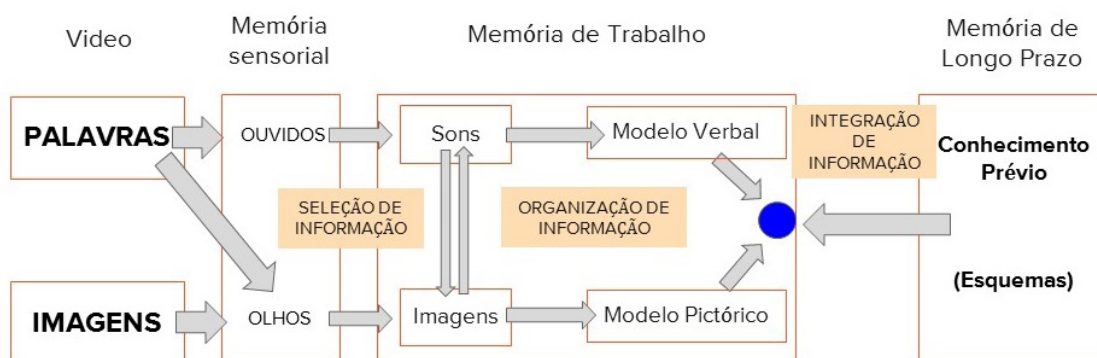 Video
Memória
sensorial
Memória de Trabalho
Memória de
Longo Prazo
PALAVRAS
OUVIDOS
Sons
Modelo Verbal
INTEGRAÇÃO
DE
INFORMAÇÃO
Conhecimento
Prévio
SELEÇÃO DE
INFORMAÇÃO
ORGANIZAÇÃO DE
INFORMAÇÃO
(Esquemas)
IMAGENS
OLHOS
Imagens
Modelo Pictórico